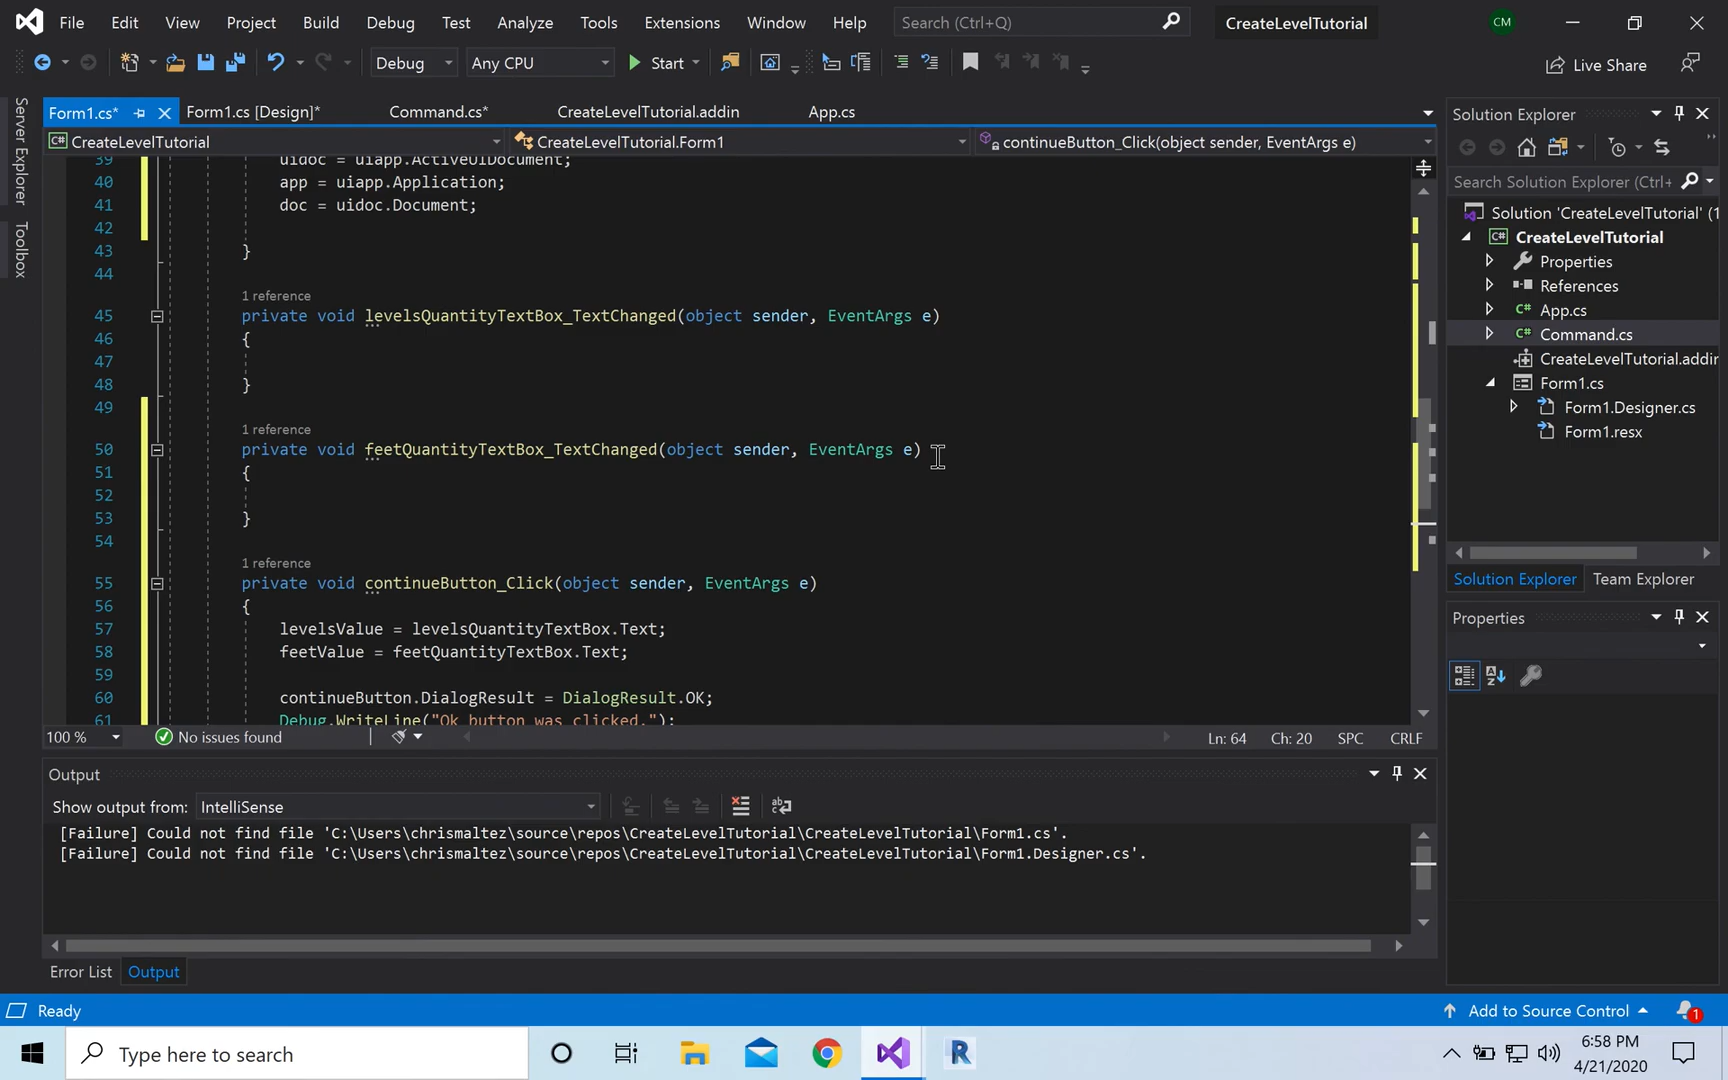 File Edit View Project Build Debug Test Analyze Tools Extensions Window Help Search (Ctrl+Q) CreateLevelTutorial CM
Debug Any CPU Start Live Share
Server Explorer
Toolbox
Form1.cs* Form1.cs [Design]* Command.cs* CreateLevelTutorial.addin App.cs
CreateLevelTutorial CreateLevelTutorial.Form1 continueButton_Click(object sender, EventArgs e)
39 uidoc = uiapp.ActiveUIDocument;
40 app = uiapp.Application;
41 doc = uidoc.Document;
42
43 }
44
1 reference
45 private void levelsQuantityTextBox_TextChanged(object sender, EventArgs e)
46 {
47
48 }
49
1 reference
50 private void feetQuantityTextBox_TextChanged(object sender, EventArgs e)
51 {
52
53 }
54
1 reference
55 private void continueButton_Click(object sender, EventArgs e)
56 {
57 levelsValue = levelsQuantityTextBox.Text;
58 feetValue = feetQuantityTextBox.Text;
59
60 continueButton.DialogResult = DialogResult.OK;
61 Debug.WriteLine("Ok button was clicked.");
100 % No issues found Ln: 64 Ch: 20 SPC CRLF
Output
Show output from: IntelliSense
[Failure] Could not find file 'C:\Users\chrismaltez\source\repos\CreateLevelTutorial\CreateLevelTutorial\Form1.cs'.
[Failure] Could not find file 'C:\Users\chrismaltez\source\repos\CreateLevelTutorial\CreateLevelTutorial\Form1.Designer.cs'.
Error List Output
Solution Explorer
Search Solution Explorer (Ctrl+
Solution 'CreateLevelTutorial' (1
C# CreateLevelTutorial
Properties
References
C# App.cs
C# Command.cs
CreateLevelTutorial.addin
Form1.cs
Form1.Designer.cs
Form1.resx
Solution Explorer Team Explorer
Properties
Ready Add to Source Control 1
Type here to search R 6:58 PM
4/21/2020